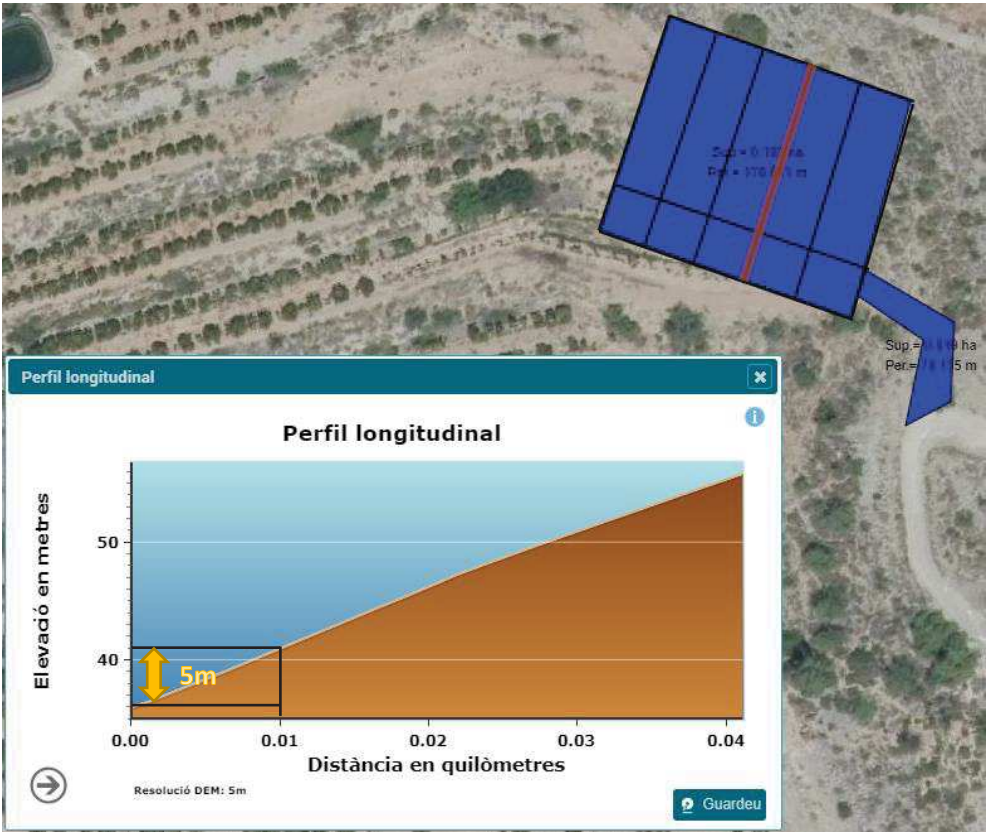 Sup.=
ha
Per.=
5 m
Perfil longitudinal
Perfil longitudinal
Elevació en metres
50
40
5m
0.00 0.01 0.02 0.03 0.04
Distància en quilòmetres
Resolució DEM: 5m
Guardeu